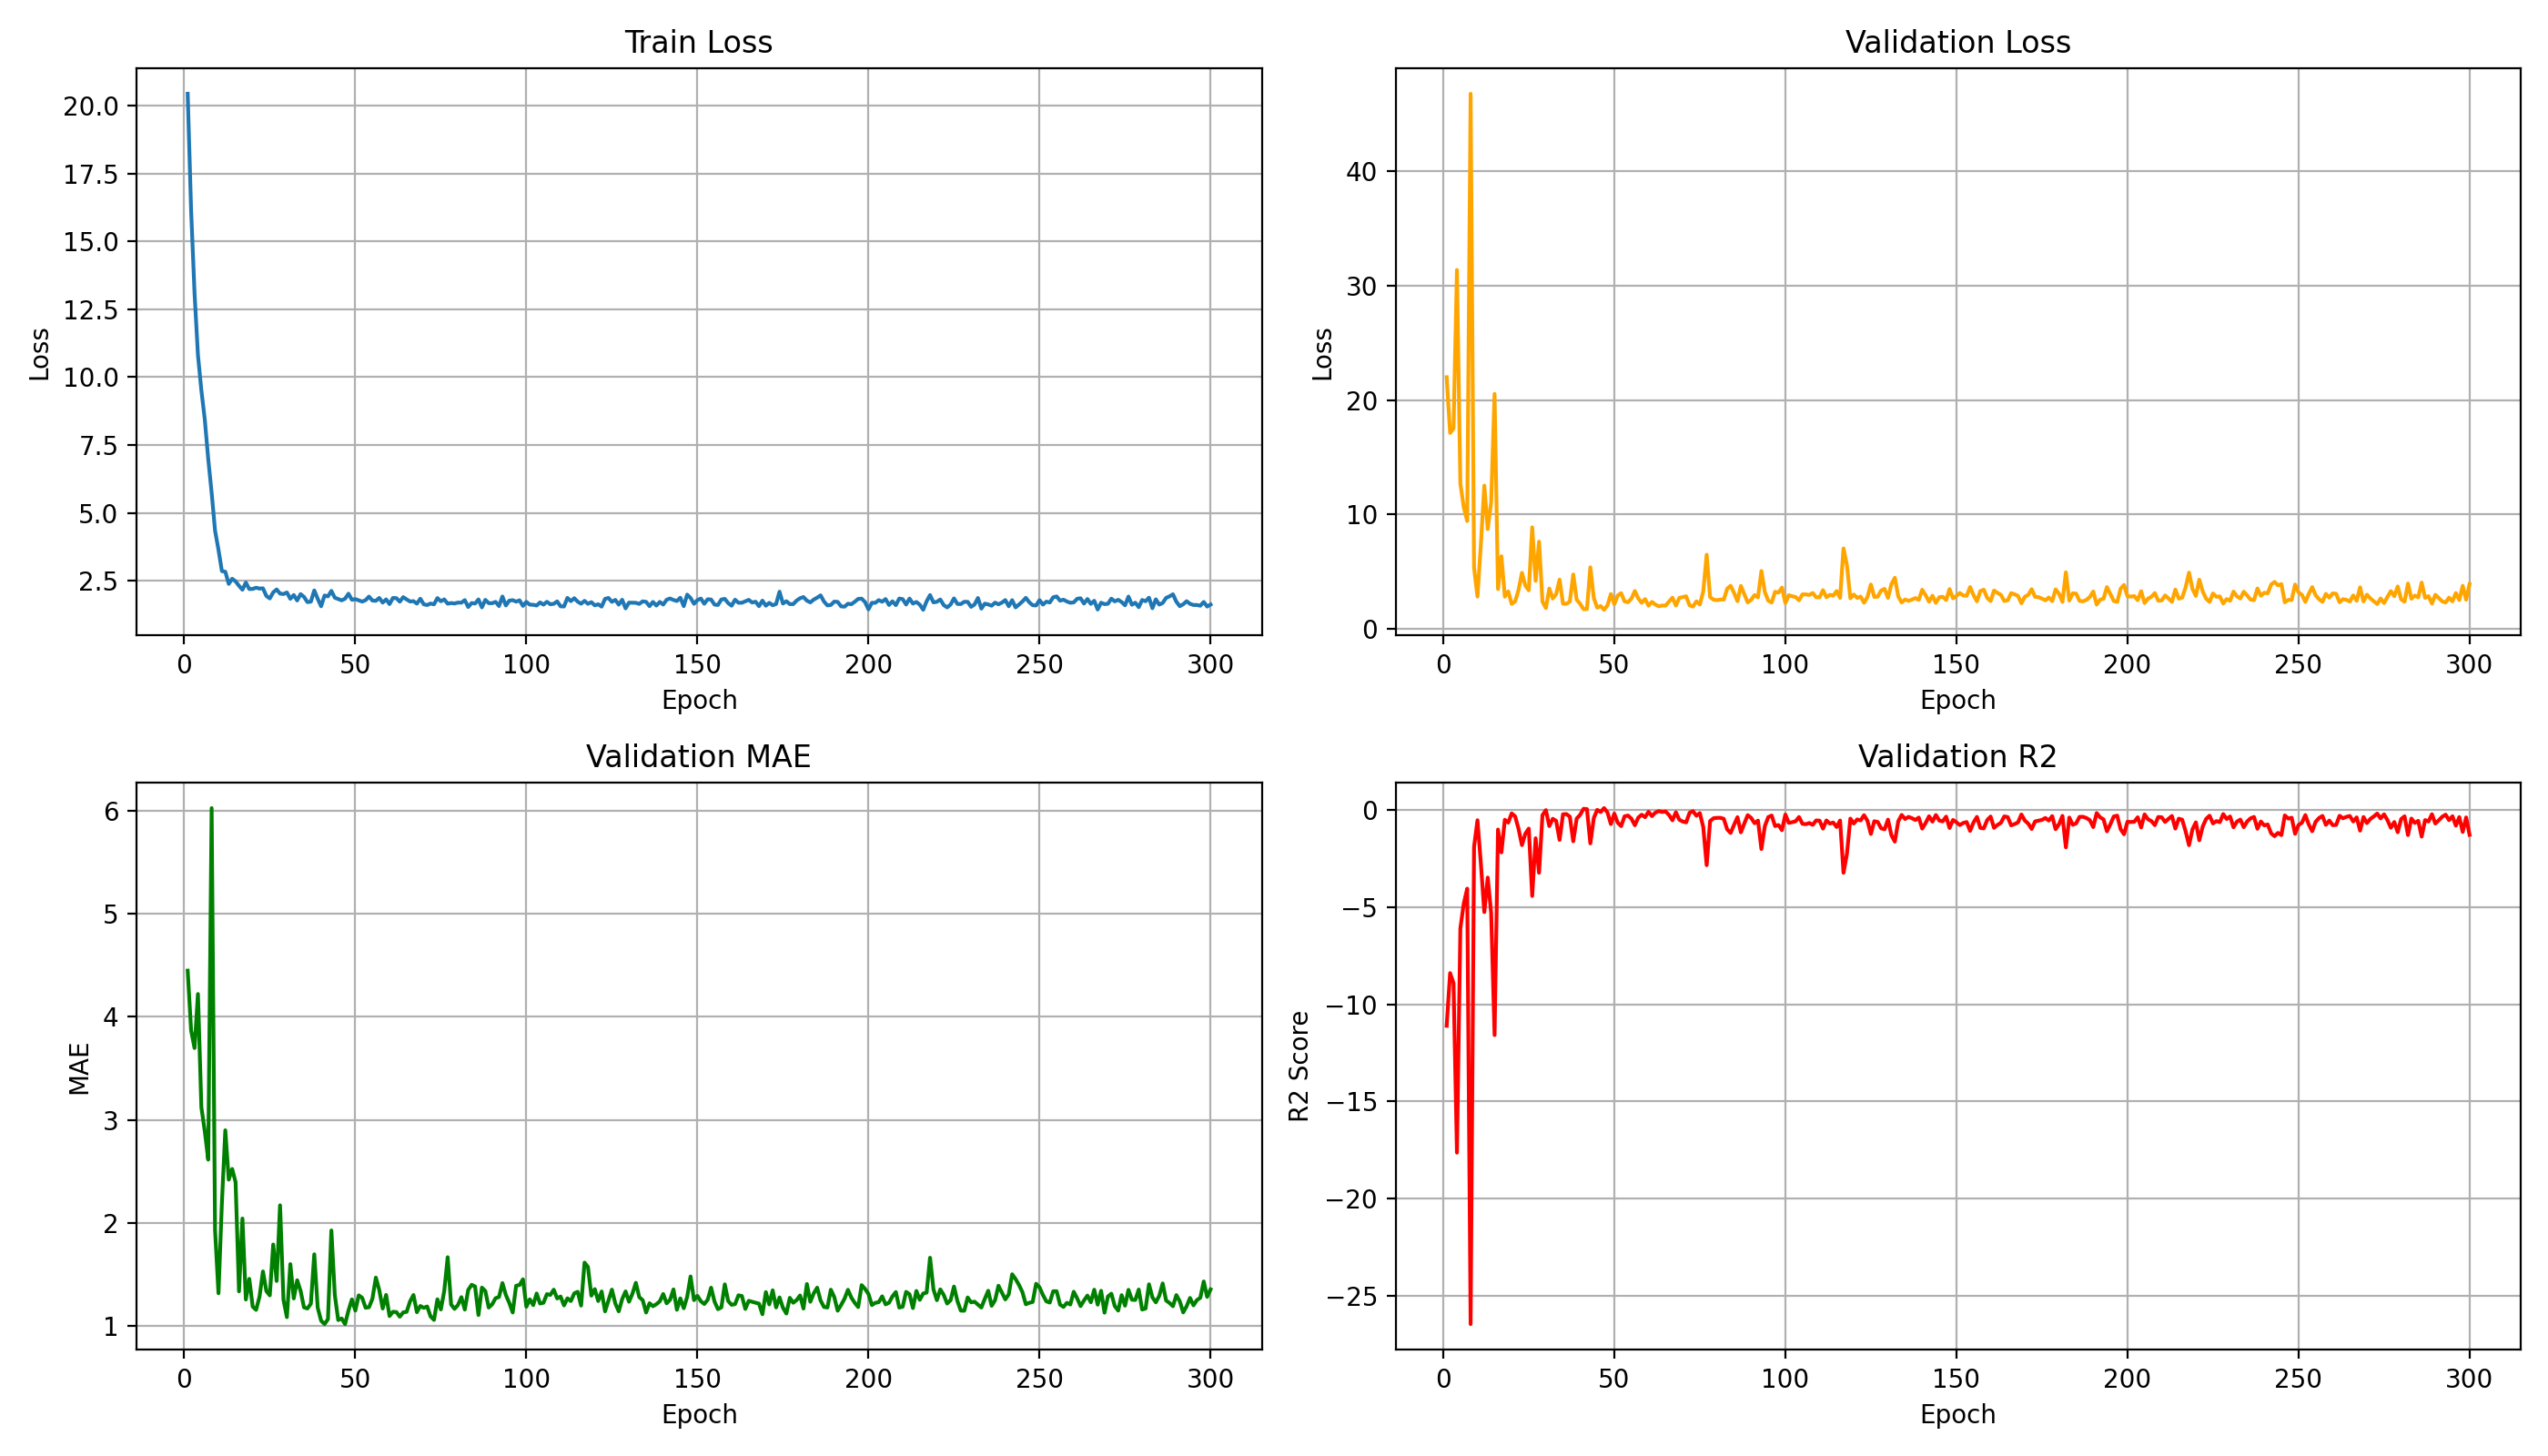 Train Loss
20.0
17.5
15.0
12.5
10.0
7.5
5.0
2.5
Loss
0 50 100 150 200 250 300
Epoch
Validation Loss
40
30
20
10
0
Loss
0 50 100 150 200 250 300
Epoch
Validation MAE
6
5
4
3
2
1
MAE
0 50 100 150 200 250 300
Epoch
Validation R2
0
−5
−10
−15
−20
−25
R2 Score
0 50 100 150 200 250 300
Epoch